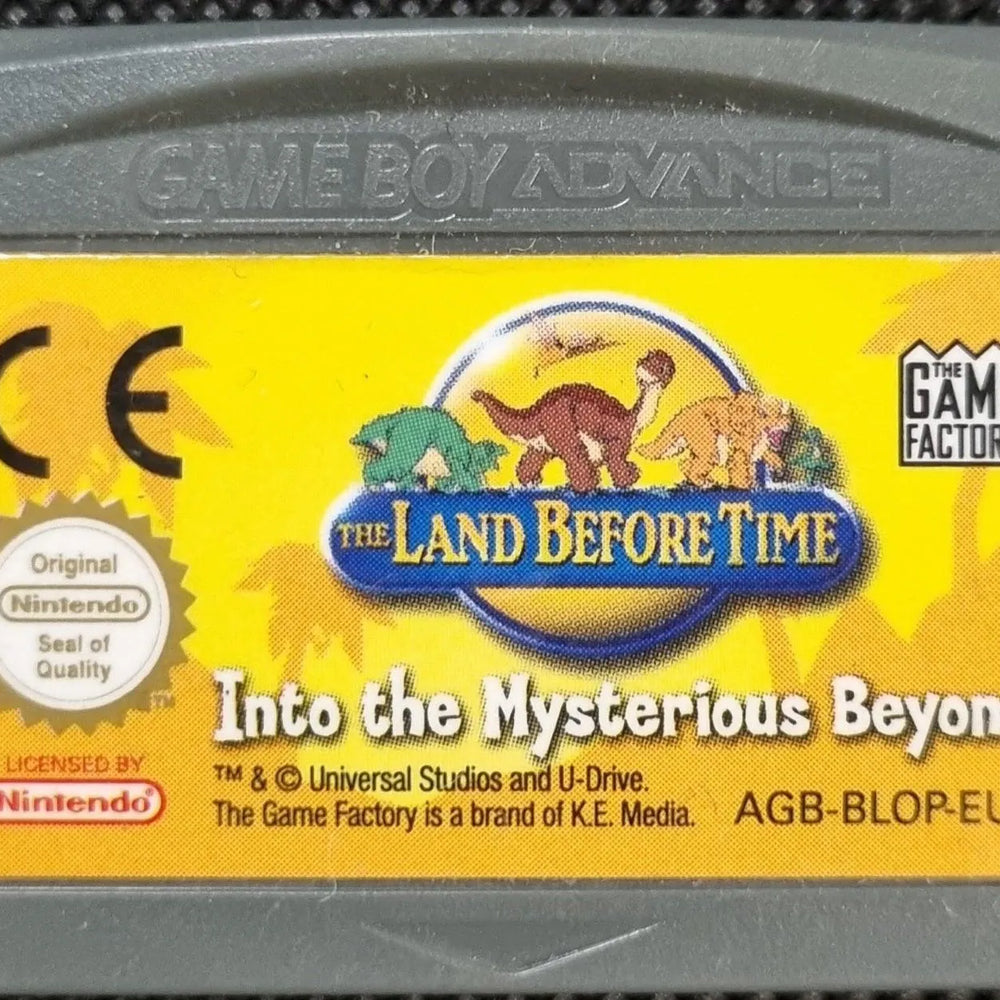 GAME BOY ADVANCE
CE
THE GAM
FACTOR
THE LAND BEFORE TIME
Original
Nintendo
Seal of
Quality
Into the Mysterious Beyon
LICENSED BY
Nintendo
™ & © Universal Studios and U-Drive.
The Game Factory is a brand of K.E. Media.
AGB-BLOP-EU